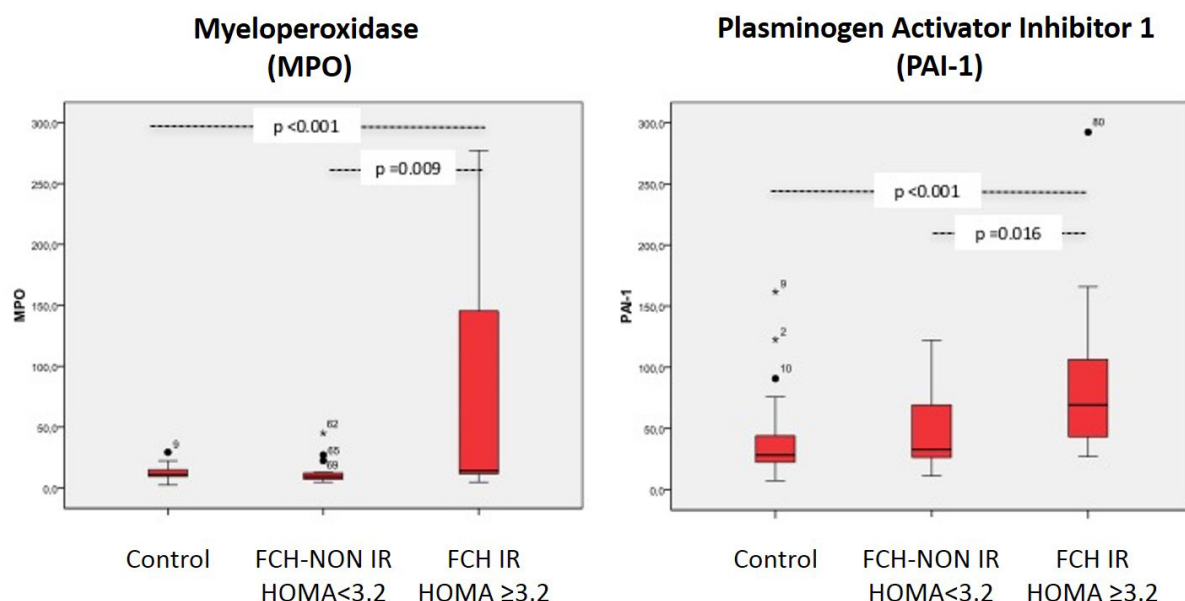 Myeloperoxidase
(MPO)
300,0
250,0
200,0
150,0
100,0
50,0
0,0
MPO
p <0.001
p =0.009
9
62
65
69
Control
FCH-NON IR
HOMA<3.2
FCH IR
HOMA ≥3.2
Plasminogen Activator Inhibitor 1
(PAI-1)
300,0
250,0
200,0
150,0
100,0
50,0
0,0
PAI-1
80
p <0.001
p =0.016
9
2
10
Control
FCH-NON IR
HOMA<3.2
FCH IR
HOMA ≥3.2